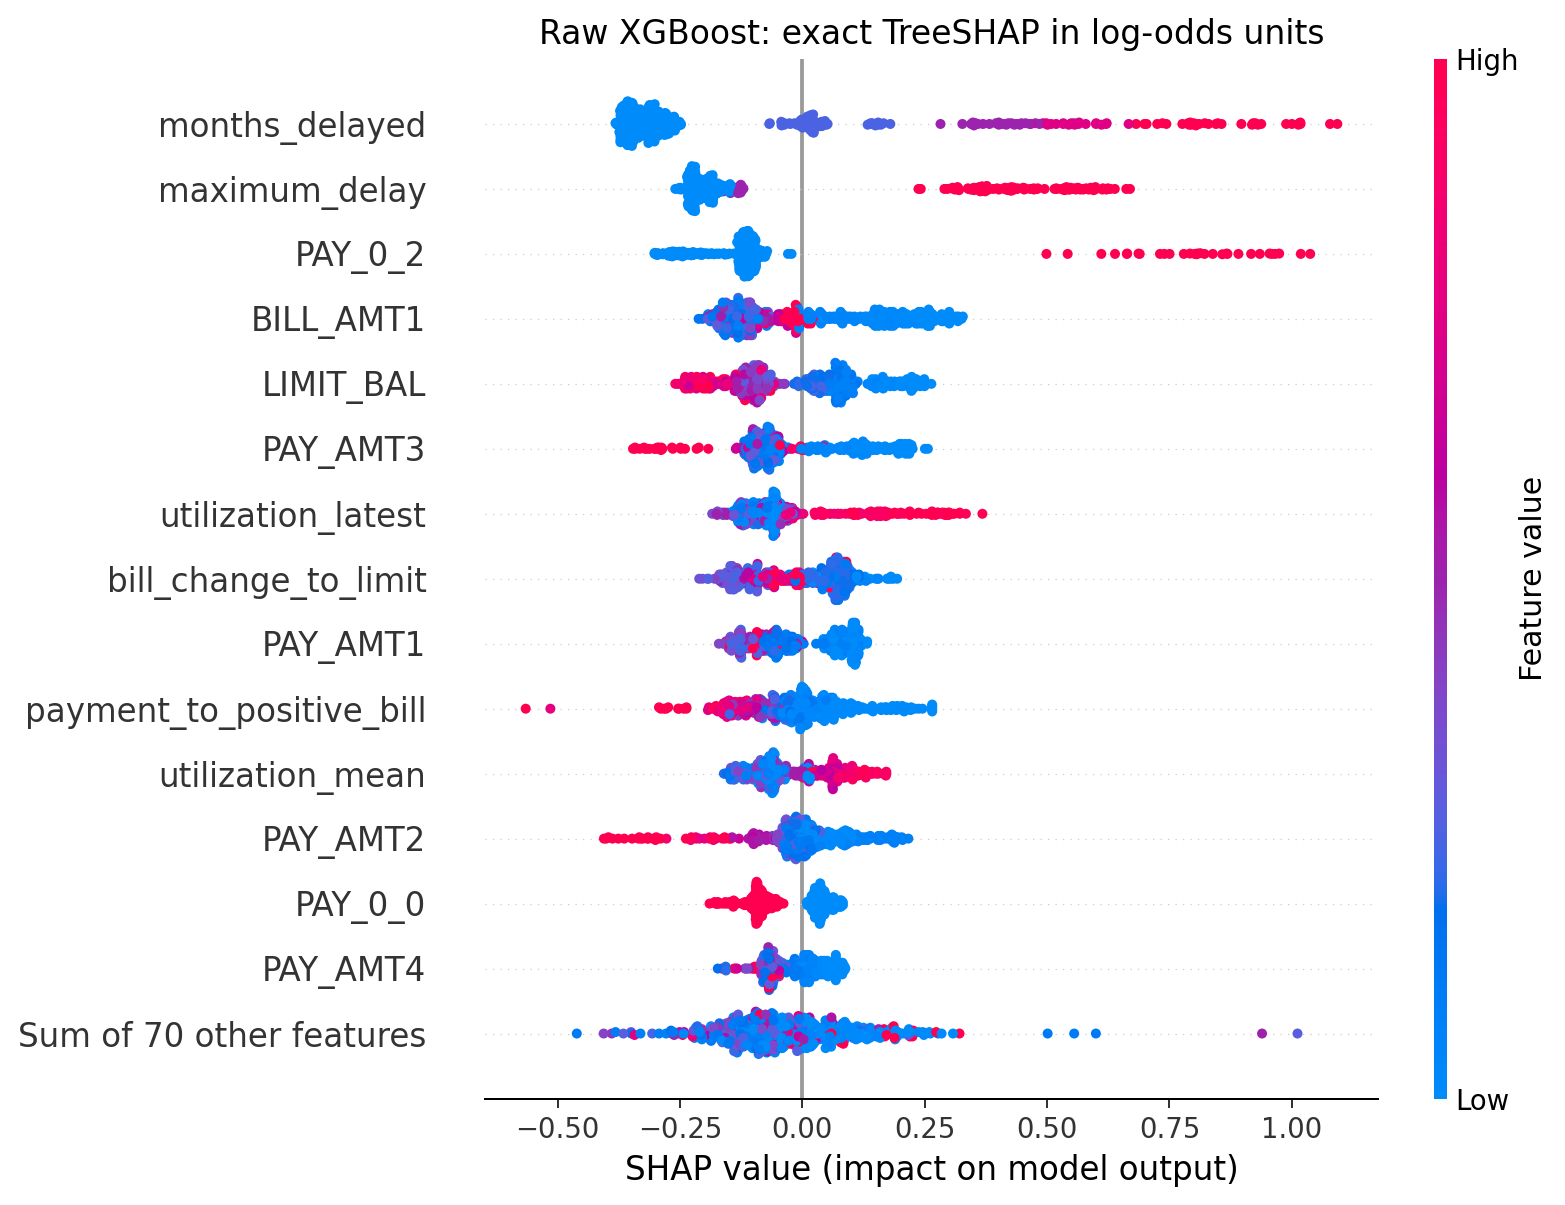 Raw XGBoost: exact TreeSHAP in log-odds units
High
months_delayed
maximum_delay
PAY_0_2
BILL_AMT1
LIMIT_BAL
PAY_AMT3
utilization_latest
bill_change_to_limit
PAY_AMT1
payment_to_positive_bill
utilization_mean
PAY_AMT2
PAY_0_0
PAY_AMT4
Sum of 70 other features
Feature value
Low
−0.50 −0.25 0.00 0.25 0.50 0.75 1.00
SHAP value (impact on model output)